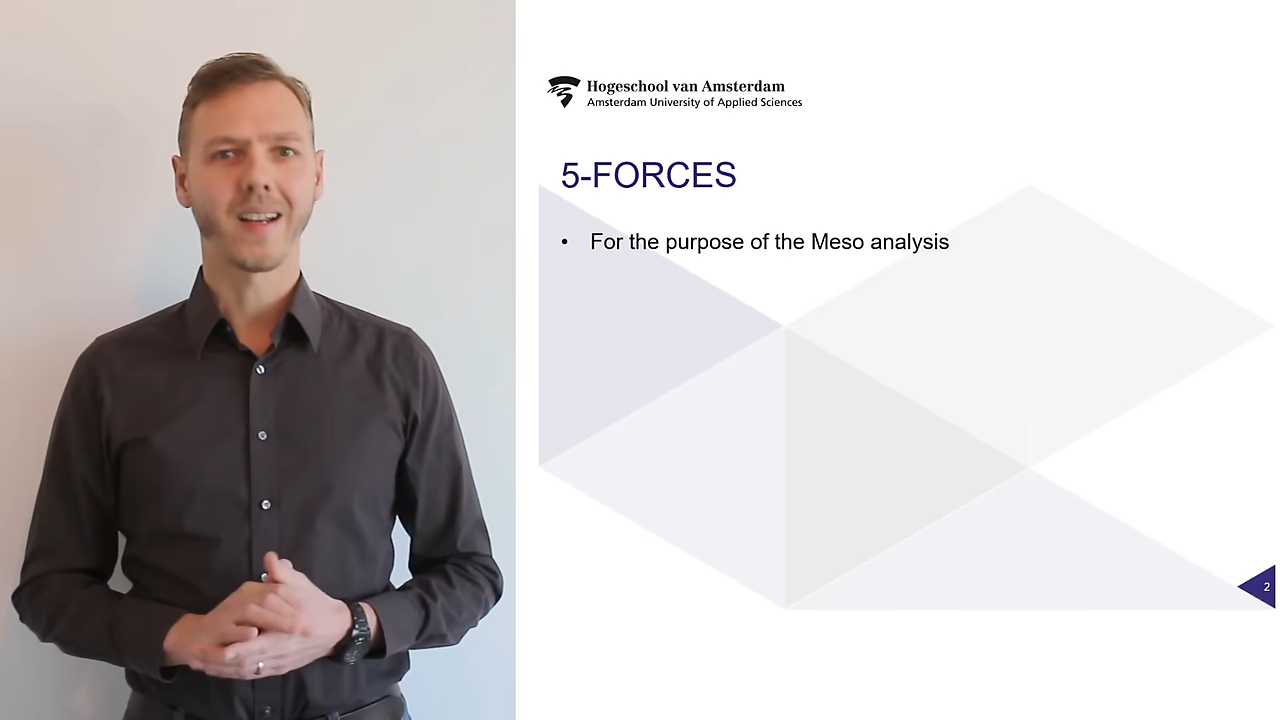 Hogeschool van Amsterdam
Amsterdam University of Applied Sciences
5-FORCES
• For the purpose of the Meso analysis
2